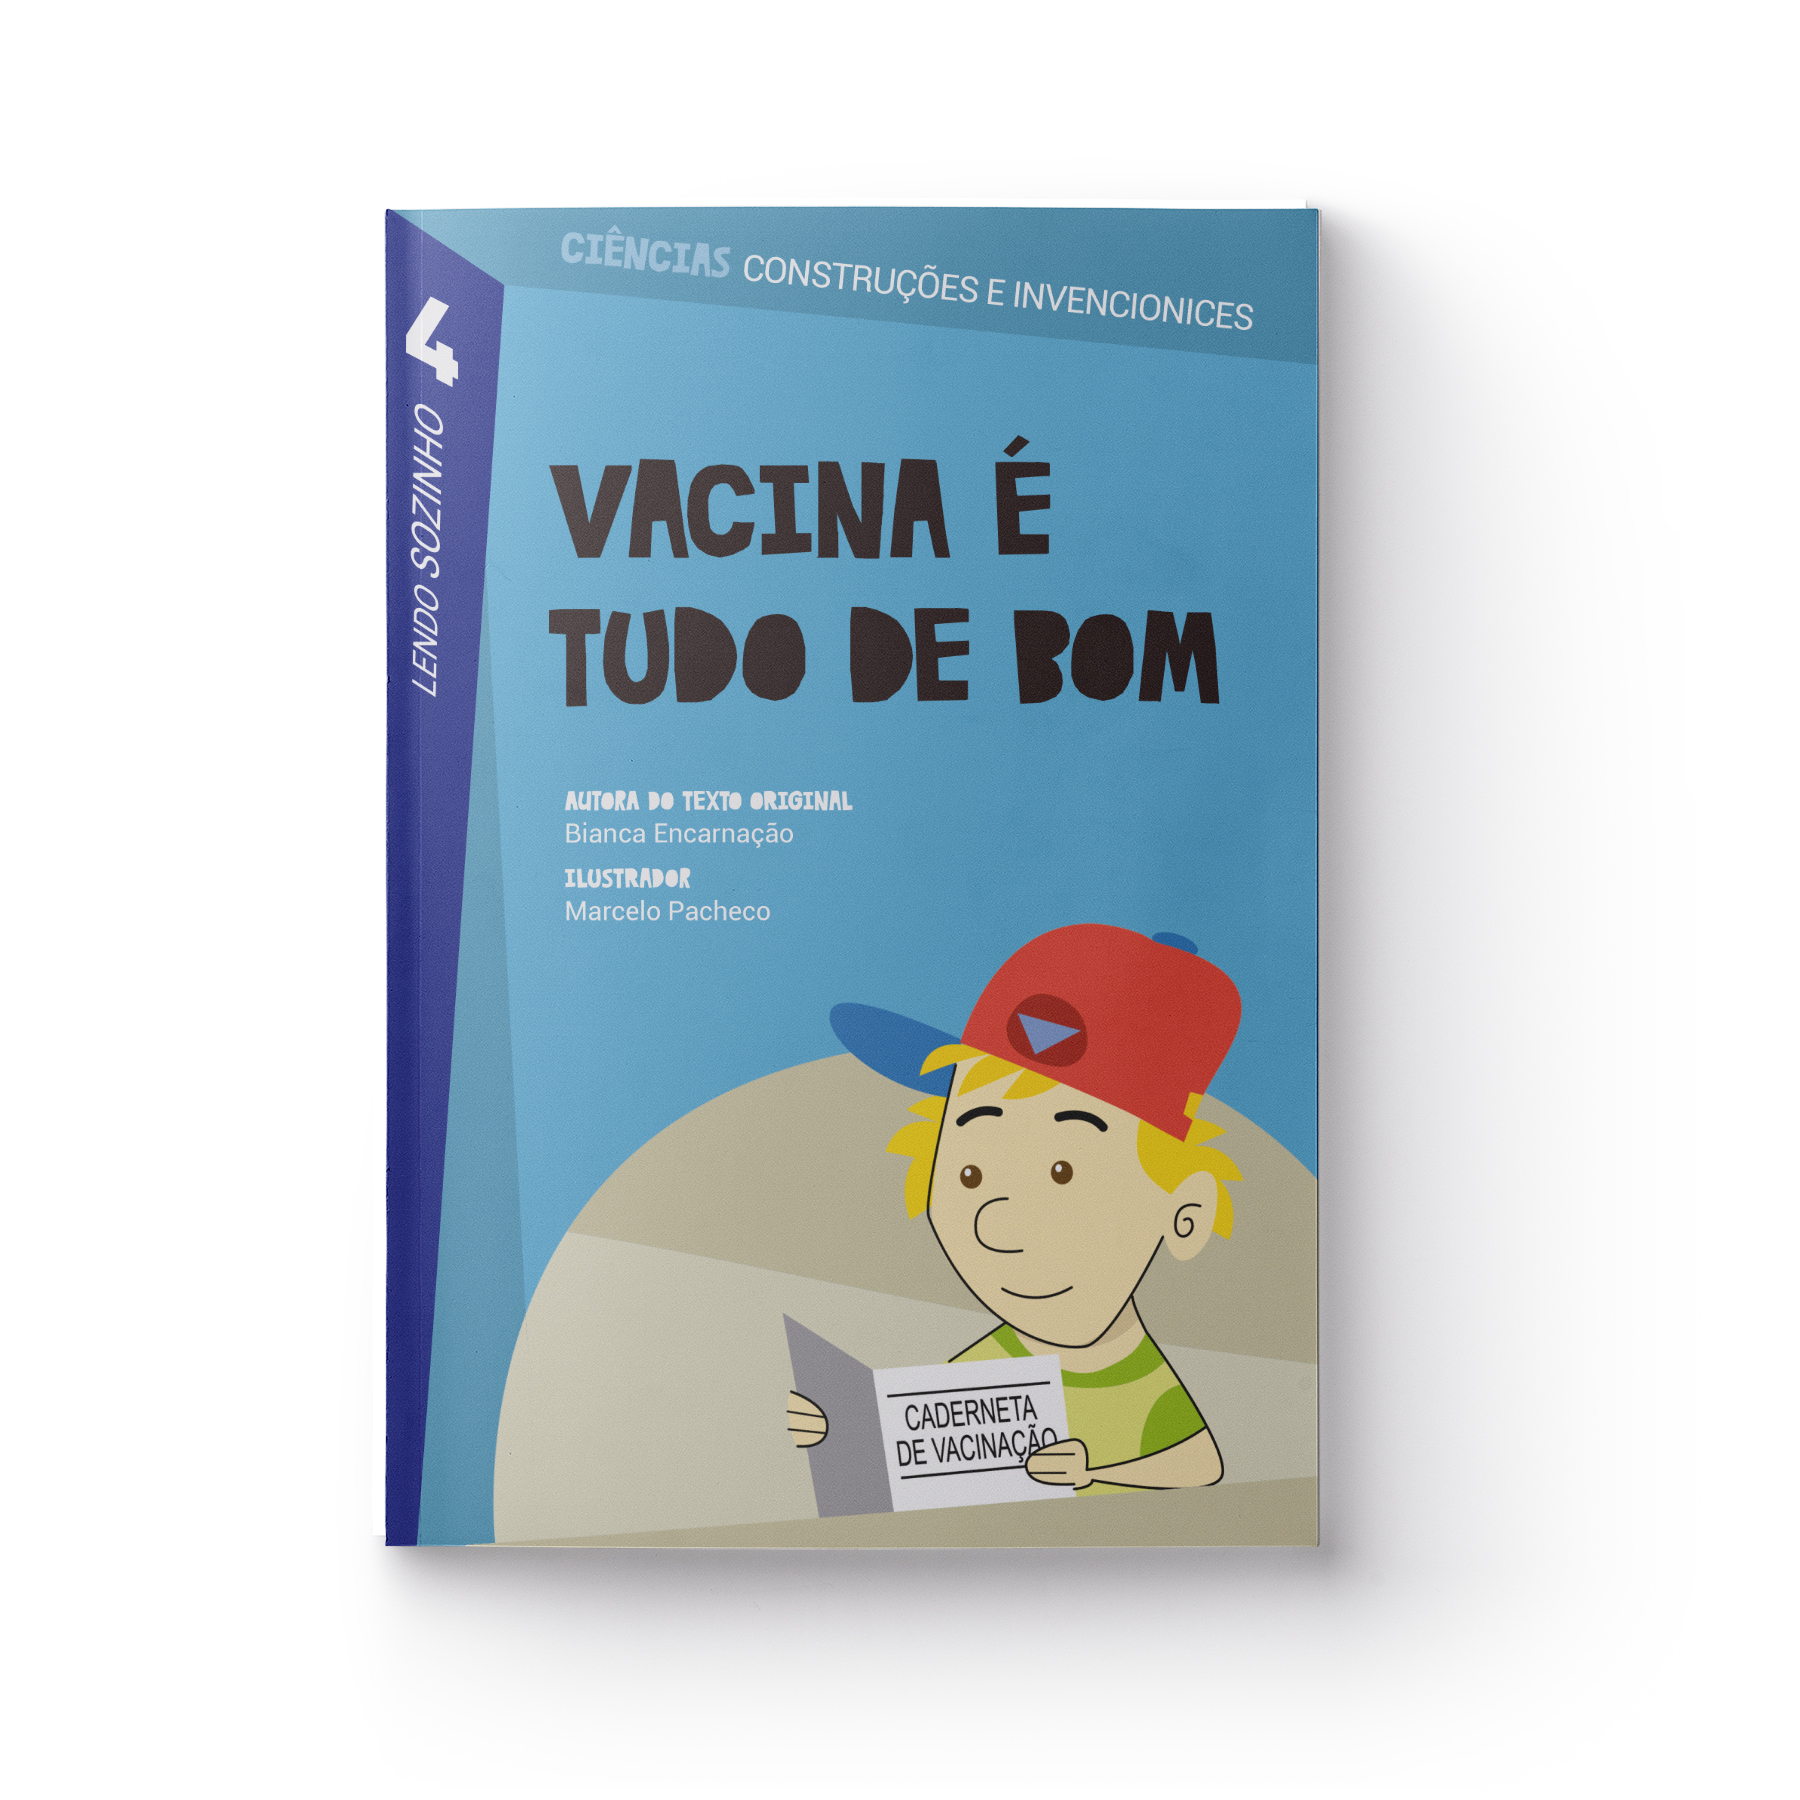 CIÊNCIAS CONSTRUÇÕES E INVENCIONICES
4
LENDO SOZINHO
VACINA É
TUDO DE BOM
AUTORA DO TEXTO ORIGINAL
Bianca Encarnação
ILUSTRADOR
Marcelo Pacheco
CADERNETA
DE VACINAÇÃO